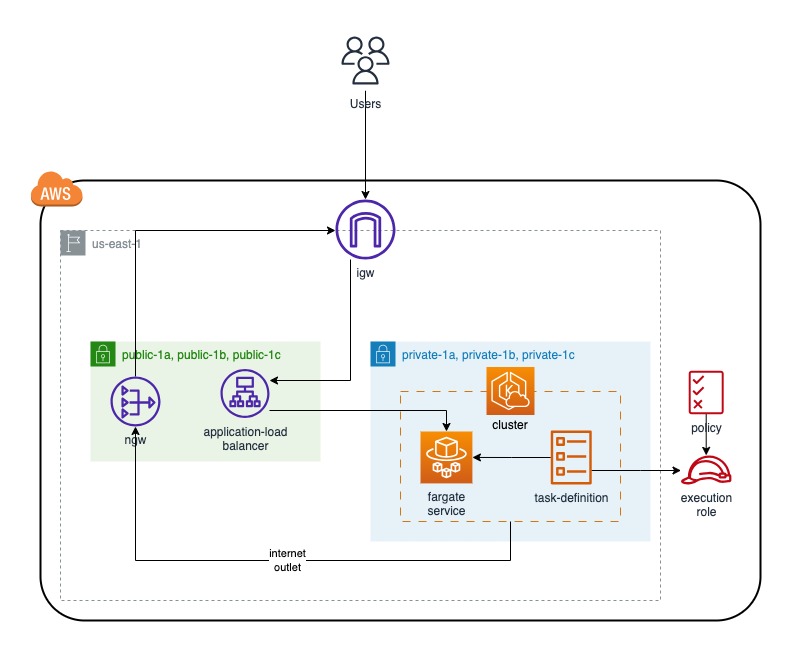 Users
AWS
us-east-1
igw
public-1a, public-1b, public-1c
private-1a, private-1b, private-1c
ngw
application-load
balancer
cluster
policy
fargate
service
task-definition
execution
role
internet
outlet